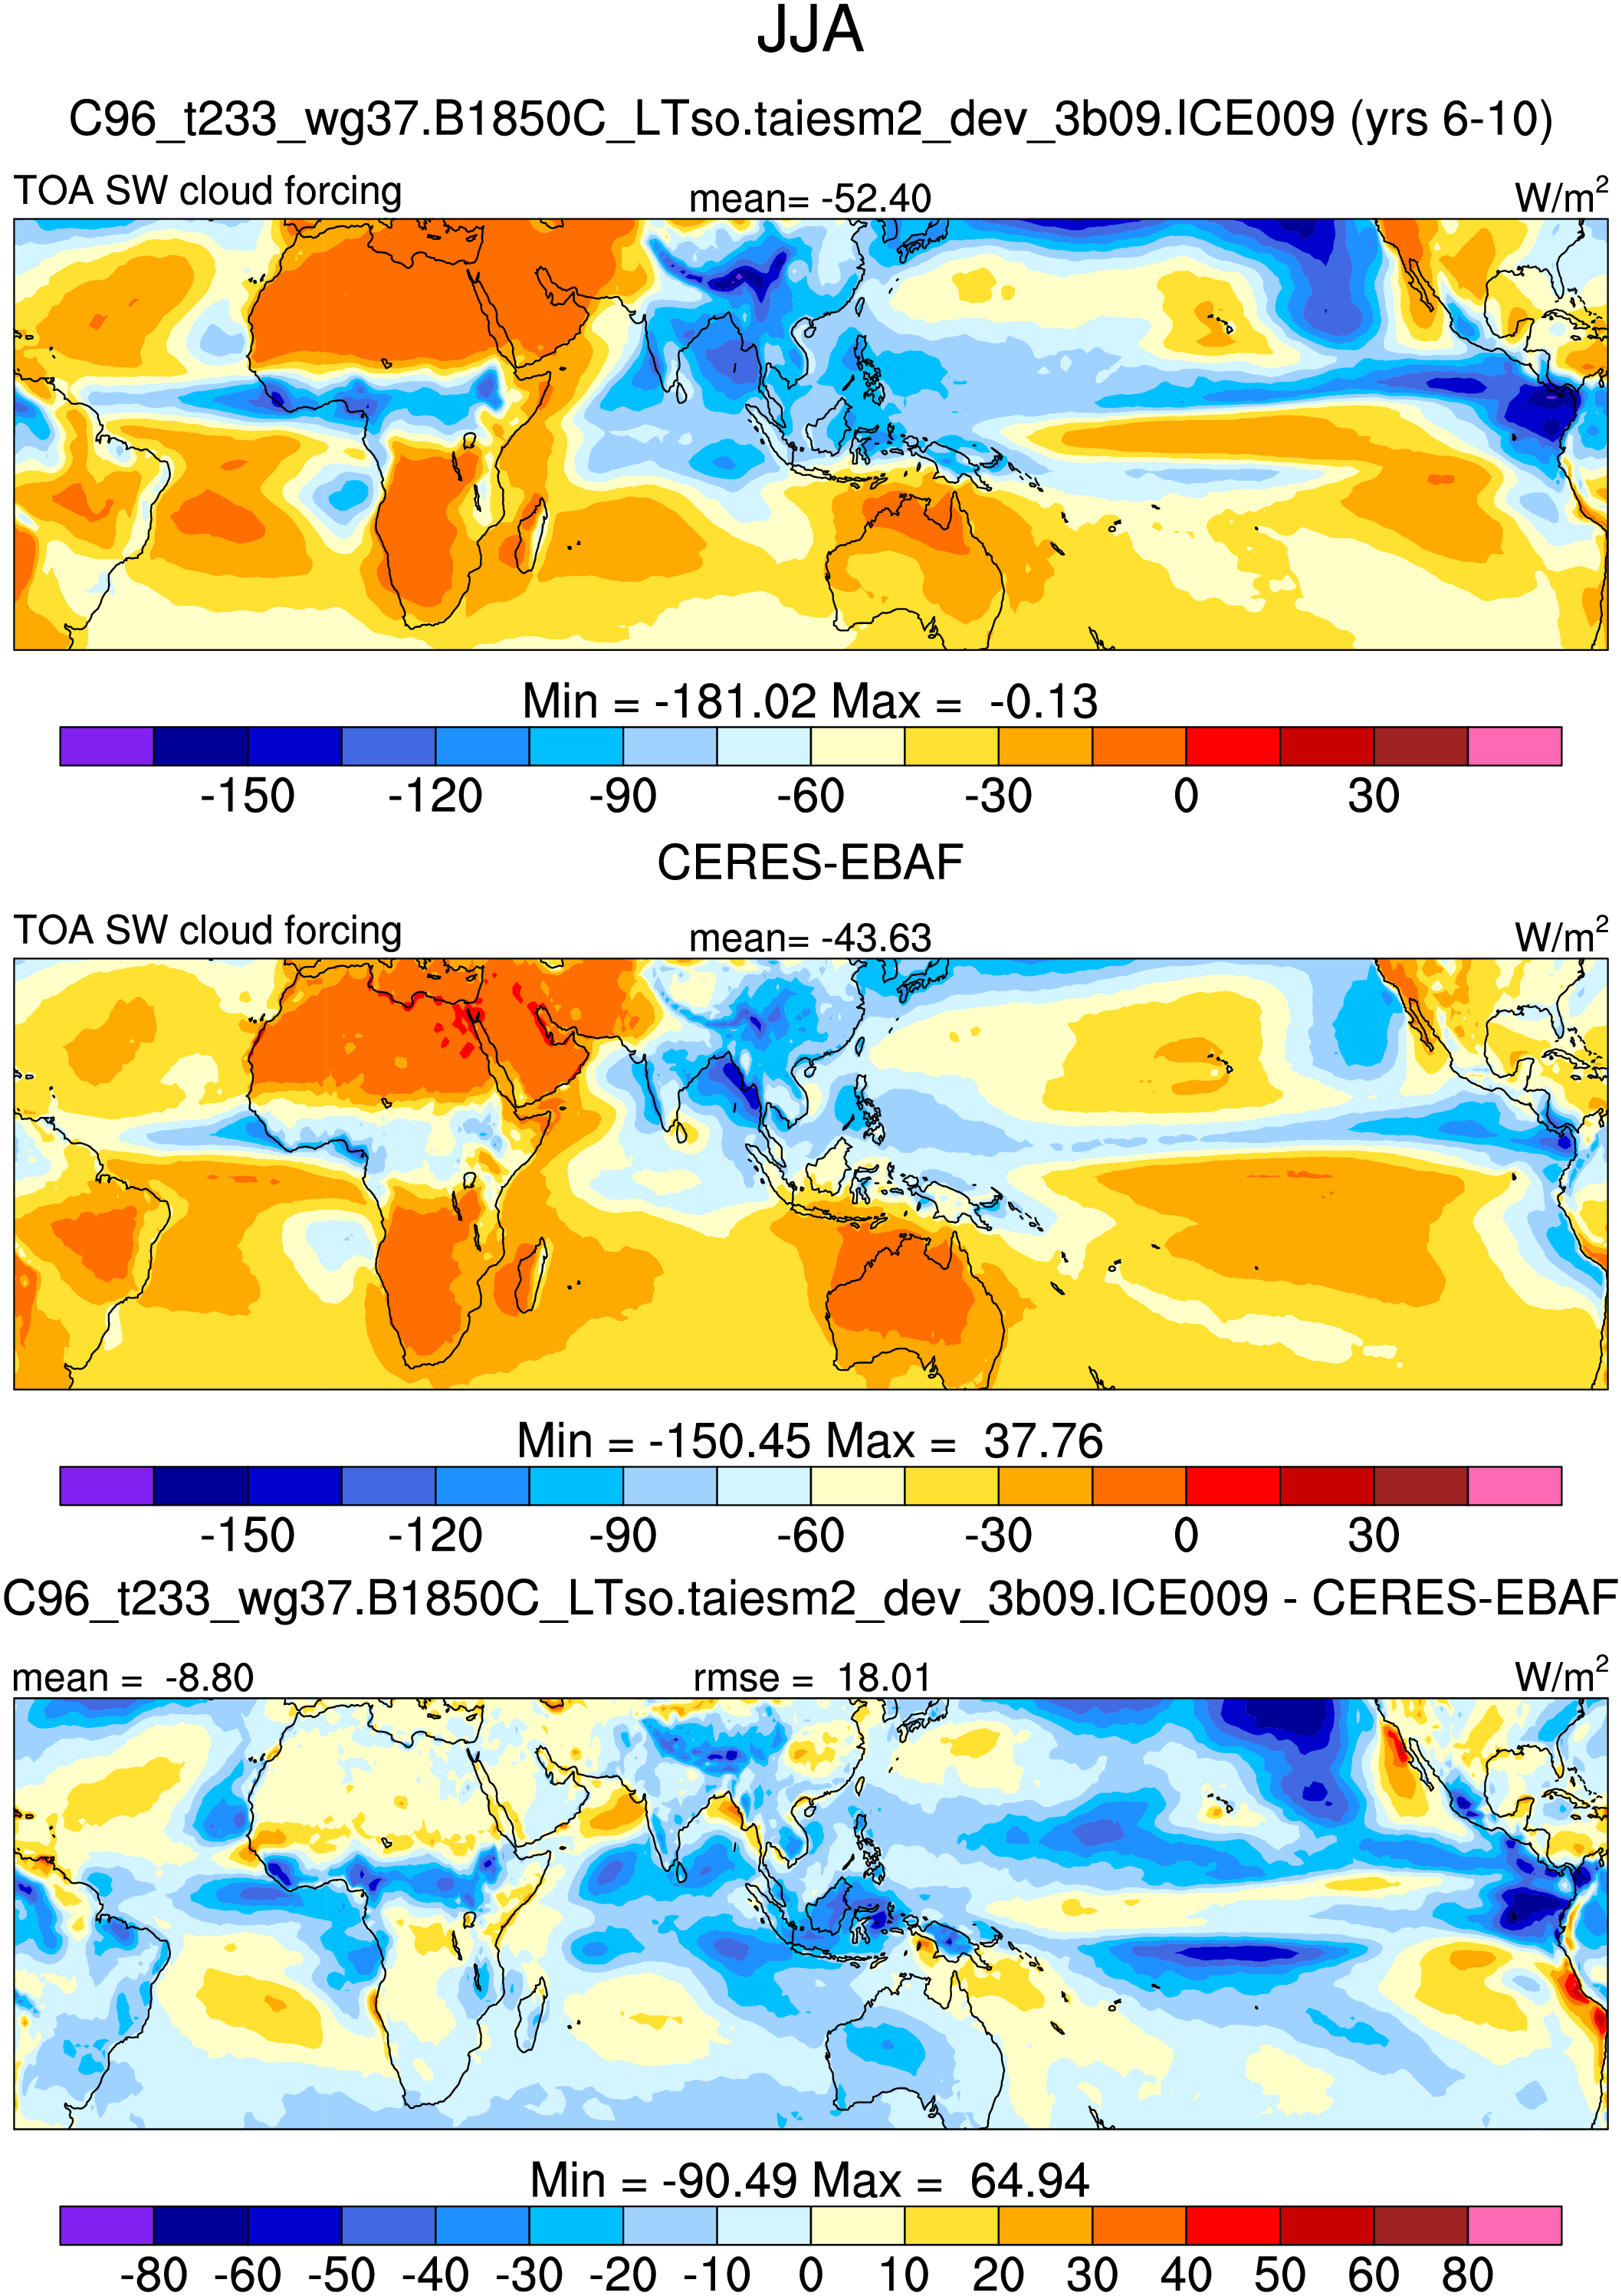 JJA
C96_t233_wg37.B1850C_LTso.taiesm2_dev_3b09.ICE009 (yrs 6-10)
TOA SW cloud forcing mean= -52.40 W/m²
Min = -181.02 Max = -0.13
-150 -120 -90 -60 -30 0 30
CERES-EBAF
TOA SW cloud forcing mean= -43.63 W/m²
Min = -150.45 Max = 37.76
-150 -120 -90 -60 -30 0 30
C96_t233_wg37.B1850C_LTso.taiesm2_dev_3b09.ICE009 - CERES-EBAF
mean = -8.80 rmse = 18.01 W/m²
Min = -90.49 Max = 64.94
-80 -60 -50 -40 -30 -20 -10 0 10 20 30 40 50 60 80